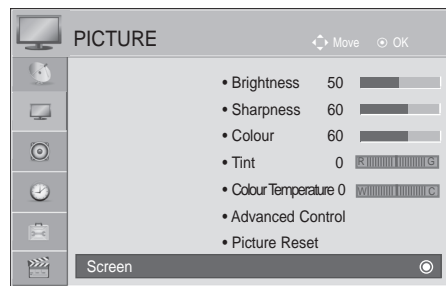 PICTURE
Move ⊙ OK
• Brightness 50
• Sharpness 60
• Colour 60
• Tint 0 R G
• Colour Temperature 0 W C
• Advanced Control
• Picture Reset
Screen